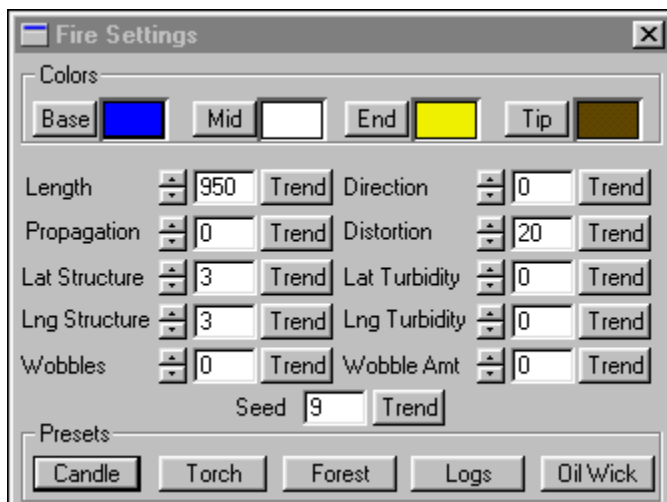 Fire Settings
Colors
Base Mid End Tip
Length 950 Trend Direction 0 Trend
Propagation 0 Trend Distortion 20 Trend
Lat Structure 3 Trend Lat Turbidity 0 Trend
Lng Structure 3 Trend Lng Turbidity 0 Trend
Wobbles 0 Trend Wobble Amt 0 Trend
Seed 9 Trend
Presets
Candle Torch Forest Logs Oil Wick